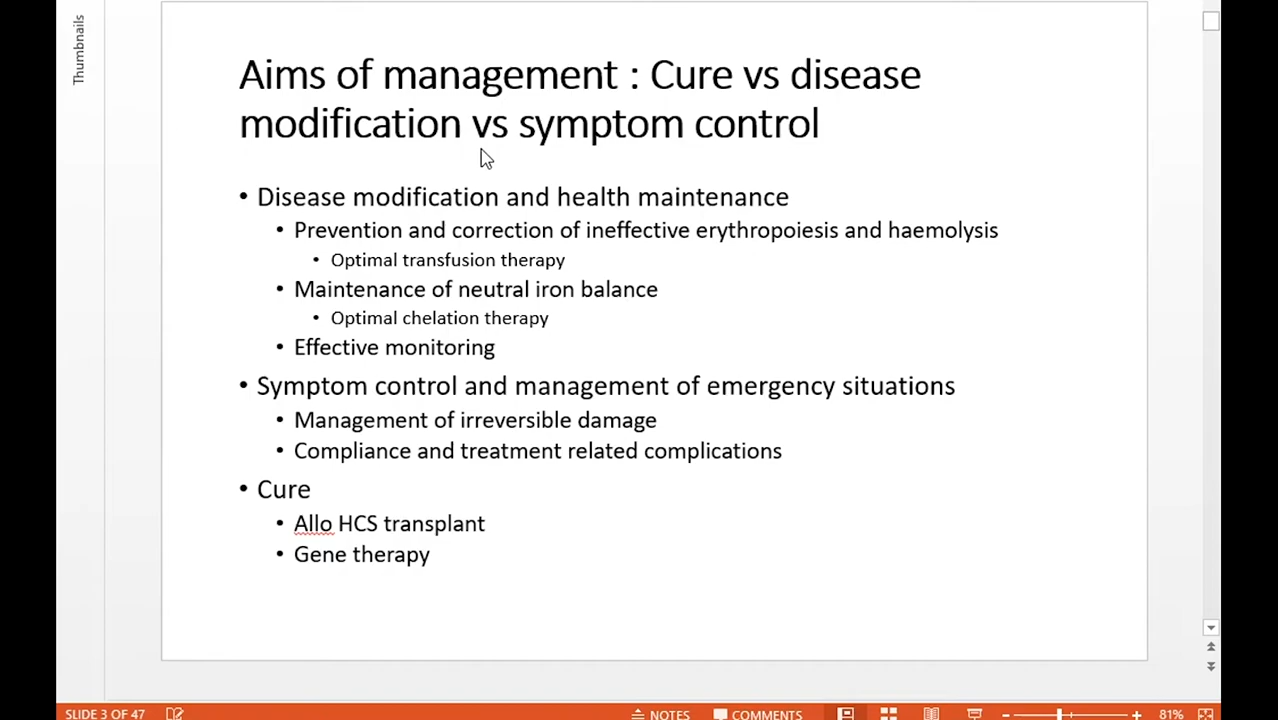 Thumbnails
Aims of management : Cure vs disease
modification vs symptom control
• Disease modification and health maintenance
• Prevention and correction of ineffective erythropoiesis and haemolysis
• Optimal transfusion therapy
• Maintenance of neutral iron balance
• Optimal chelation therapy
• Effective monitoring
• Symptom control and management of emergency situations
• Management of irreversible damage
• Compliance and treatment related complications
• Cure
• Allo HCS transplant
• Gene therapy
SLIDE 3 OF 47 NOTES COMMENTS 81%